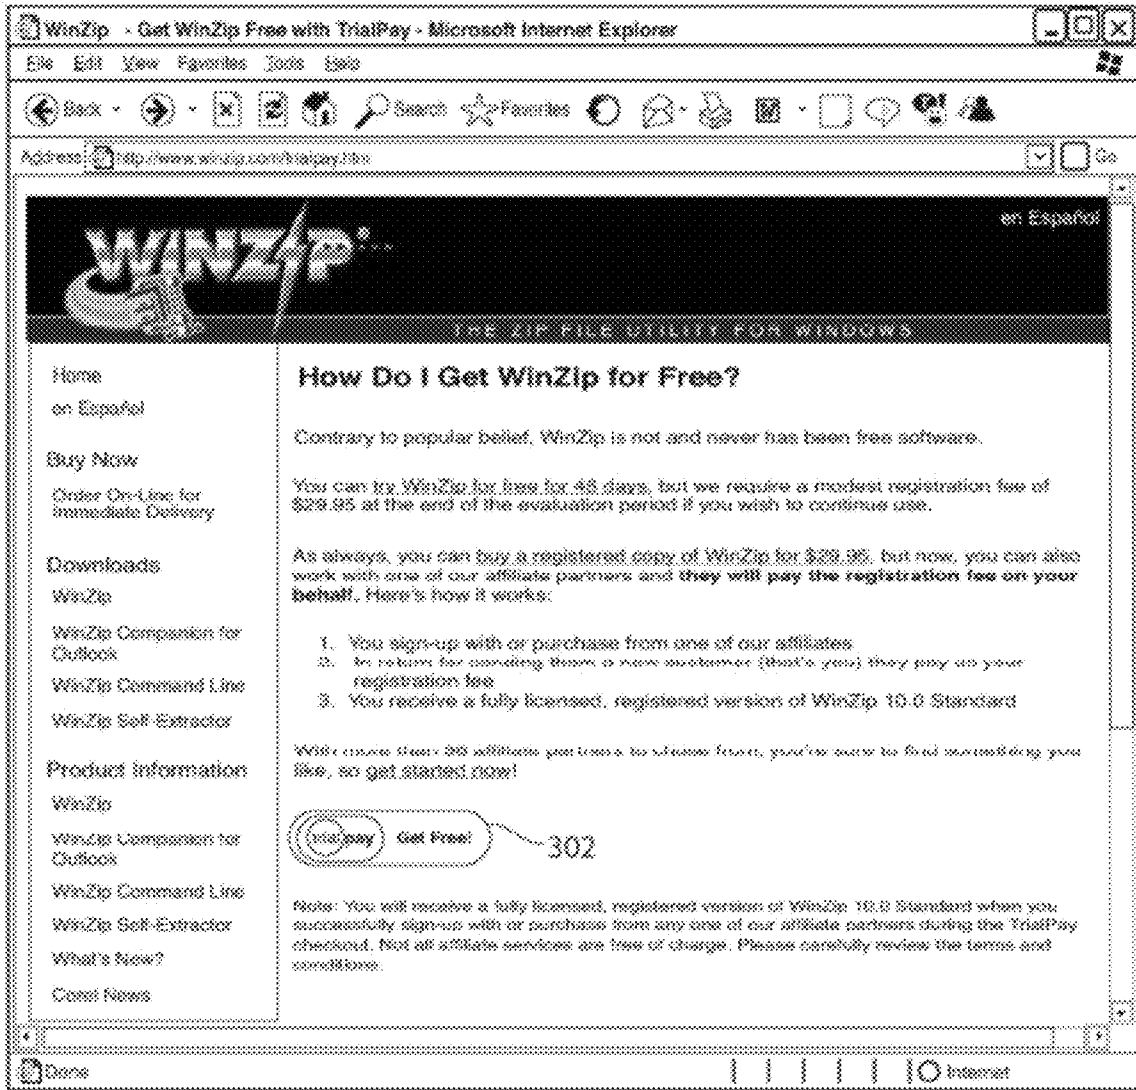 WinZip - Get WinZip Free with TrialPay - Microsoft Internet Explorer
File Edit View Favorites Tools Help
Back Search Favorites
Address http://www.winzip.com/trialpay.htm Go
en Español
WINZIP
THE ZIP FILE UTILITY FOR WINDOWS
Home
en Español
Buy Now
Order On-Line for
Immediate Delivery
Downloads
WinZip
WinZip Companion for
Outlook
WinZip Command Line
WinZip Self-Extractor
Product Information
WinZip
WinZip Companion for
Outlook
WinZip Command Line
WinZip Self-Extractor
What's New?
Corel News
How Do I Get WinZip for Free?
Contrary to popular belief, WinZip is not and never has been free software.
You can try WinZip for free for 45 days, but we require a modest registration fee of
$29.95 at the end of the evaluation period if you wish to continue use.
As always, you can buy a registered copy of WinZip for $29.95, but now, you can also
work with one of our affiliate partners and they will pay the registration fee on your
behalf. Here's how it works:
1. You sign-up with or purchase from one of our affiliates
2. In return for sending them a new customer (that's you) they pay us your
registration fee
3. You receive a fully licensed, registered version of WinZip 10.0 Standard
With more than affiliate partners to chose from, you're sure to find something you
like, so get started now!
trialpay Get Free!
302
Note: You will receive a fully licensed, registered version of WinZip 10.0 Standard when you
successfully sign-up with or purchase from any one of our affiliate partners during the TrialPay
checkout. Not all affiliate services are free of charge. Please carefully review the terms and
conditions.
Done Internet